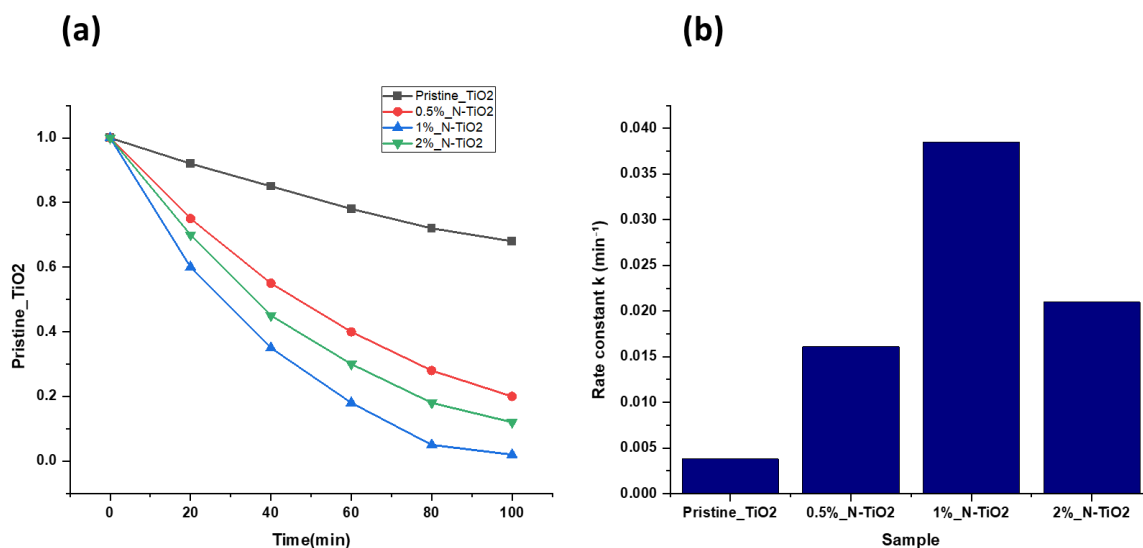 (a)
Pristine_TiO2
0.5%_N-TiO2
1%_N-TiO2
2%_N-TiO2
1.0
0.8
0.6
0.4
0.2
0.0
Pristine_TiO2
0 20 40 60 80 100
Time(min)
(b)
0.040
0.035
0.030
0.025
0.020
0.015
0.010
0.005
0.000
Rate constant k (min⁻¹)
Pristine_TiO2 0.5%_N-TiO2 1%_N-TiO2 2%_N-TiO2
Sample